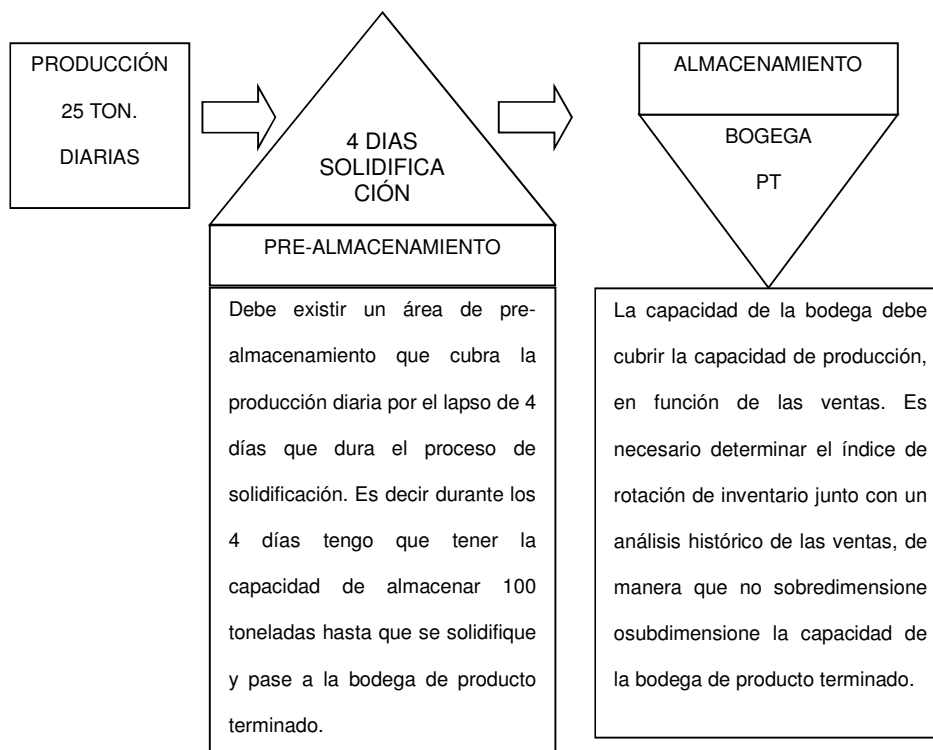 PRODUCCIÓN
25 TON.
DIARIAS
4 DIAS
SOLIDIFICA
CIÓN
PRE-ALMACENAMIENTO
Debe existir un área de pre-
almacenamiento que cubra la
producción diaria por el lapso de 4
días que dura el proceso de
solidificación. Es decir durante los
4 días tengo que tener la
capacidad de almacenar 100
toneladas hasta que se solidifique
y pase a la bodega de producto
terminado.
ALMACENAMIENTO
BOGEGA
PT
La capacidad de la bodega debe
cubrir la capacidad de producción,
en función de las ventas. Es
necesario determinar el índice de
rotación de inventario junto con un
análisis histórico de las ventas, de
manera que no sobredimensione
osubdimensione la capacidad de
la bodega de producto terminado.